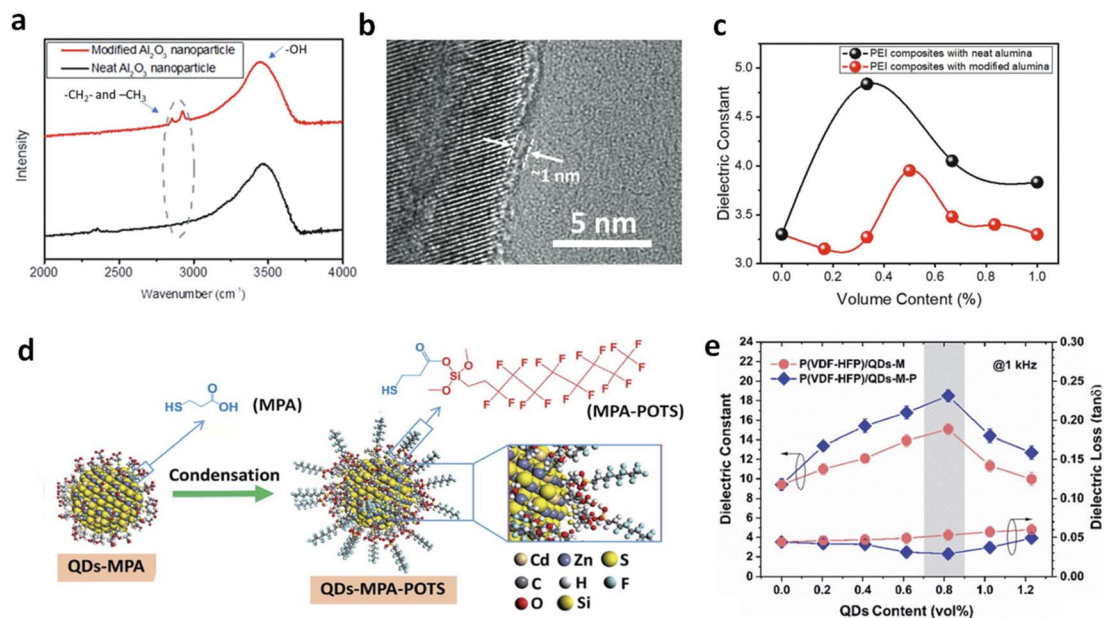 a
Modified Al₂O₃ nanoparticle
Neat Al₂O₃ nanoparticle
-OH
-CH₂- and –CH₃
Intensity
2000 2500 3000 3500 4000
Wavenumber (cm⁻¹)
b
~1 nm
5 nm
c
PEI composites with neat alumina
PEI composites with modified alumina
Dielectric Constant
5.0
4.5
4.0
3.5
3.0
0.0 0.2 0.4 0.6 0.8 1.0
Volume Content (%)
d
HS
O
OH
(MPA)
QDs-MPA
Condensation
HS
O
O
O
Si
O
F F F F F F F
F F F F F F
(MPA-POTS)
QDs-MPA-POTS
Cd Zn S
C H F
O Si
e
P(VDF-HFP)/QDs-M
P(VDF-HFP)/QDs-M-P
@1 kHz
Dielectric Constant
24
22
20
18
16
14
12
10
8
6
4
2
0
Dielectric Loss (tanδ)
0.30
0.25
0.20
0.15
0.10
0.05
0.00
0.0 0.2 0.4 0.6 0.8 1.0 1.2
QDs Content (vol%)